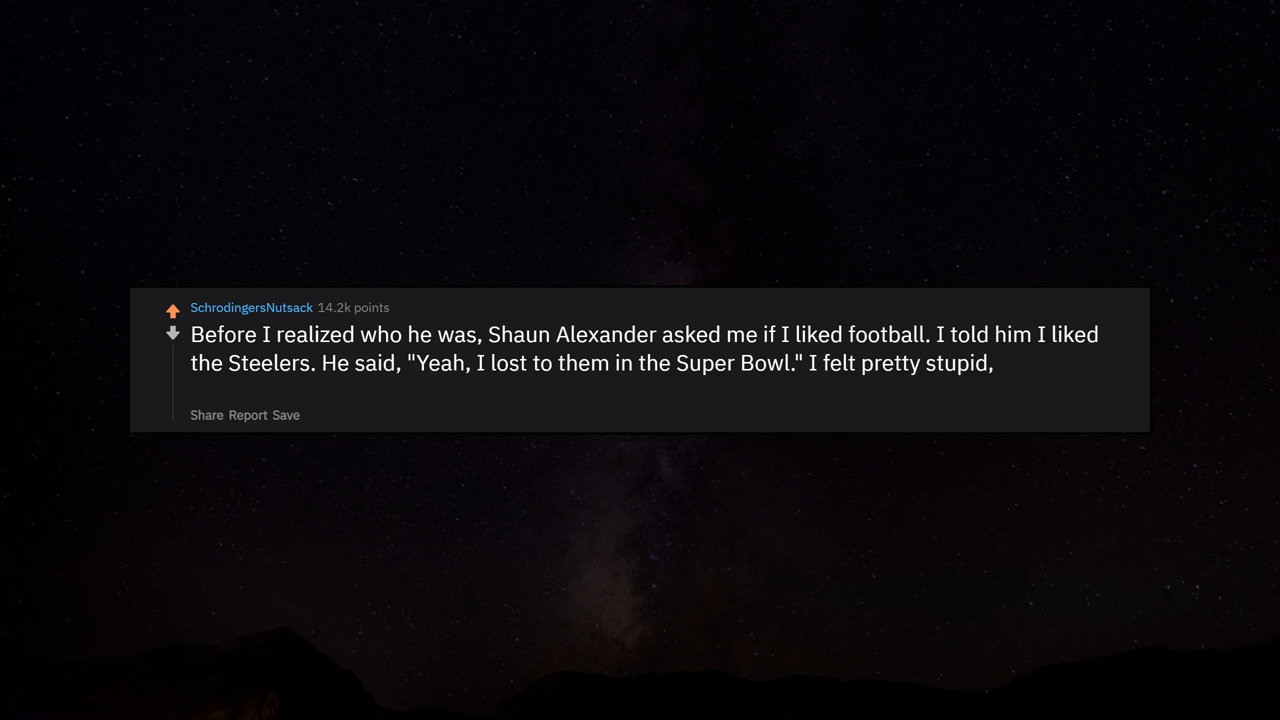 SchrodingersNutsack 14.2k points
Before I realized who he was, Shaun Alexander asked me if I liked football. I told him I liked
the Steelers. He said, "Yeah, I lost to them in the Super Bowl." I felt pretty stupid,
Share Report Save